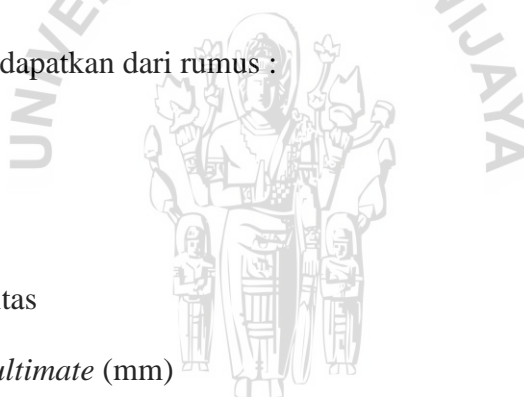 dapatkan dari rumus :
tas
ultimate (mm)